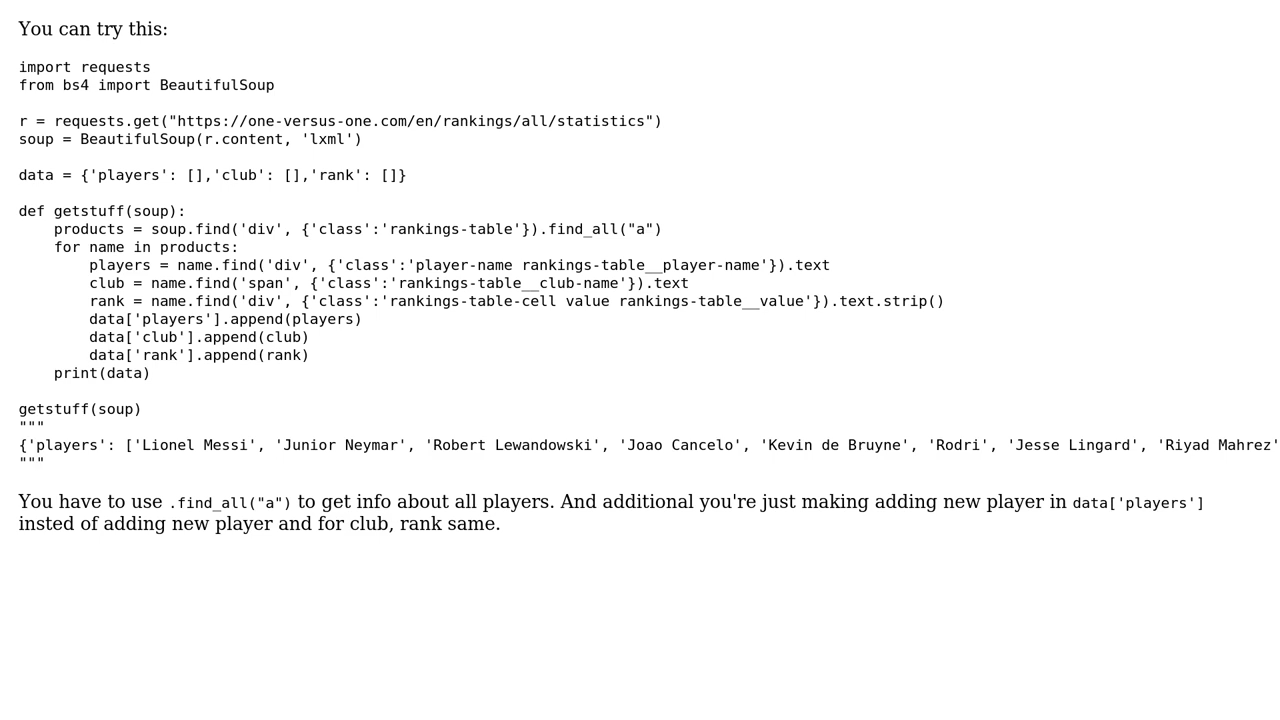 You can try this:
import requests
from bs4 import BeautifulSoup
r = requests.get("https://one-versus-one.com/en/rankings/all/statistics")
soup = BeautifulSoup(r.content, 'lxml')
data = {'players': [],'club': [],'rank': []}
def getstuff(soup):
    products = soup.find('div', {'class':'rankings-table'}).find_all("a")
    for name in products:
        players = name.find('div', {'class':'player-name rankings-table__player-name'}).text
        club = name.find('span', {'class':'rankings-table__club-name'}).text
        rank = name.find('div', {'class':'rankings-table-cell value rankings-table__value'}).text.strip()
        data['players'].append(players)
        data['club'].append(club)
        data['rank'].append(rank)
    print(data)
getstuff(soup)
"""
{'players': ['Lionel Messi', 'Junior Neymar', 'Robert Lewandowski', 'Joao Cancelo', 'Kevin de Bruyne', 'Rodri', 'Jesse Lingard', 'Riyad Mahrez'
"""
You have to use .find_all("a") to get info about all players. And additional you're just making adding new player in data['players']
insted of adding new player and for club, rank same.